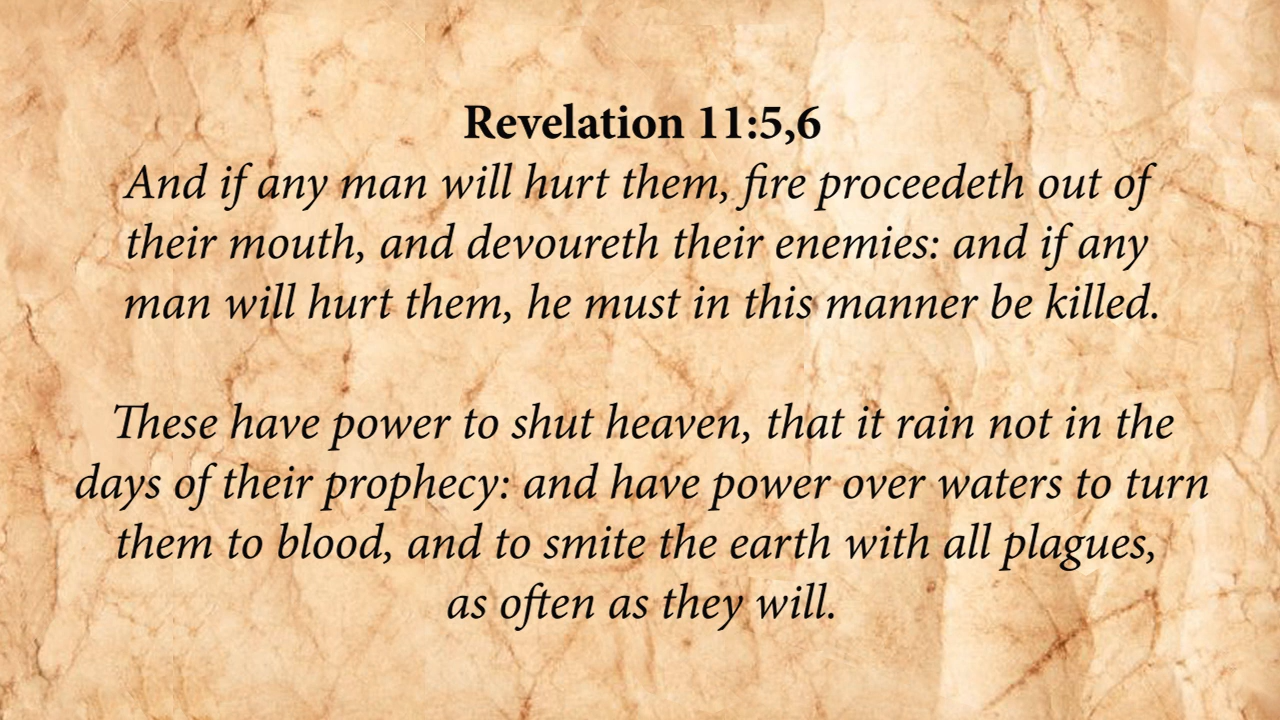 Revelation 11:5,6
And if any man will hurt them, fire proceedeth out of
their mouth, and devoureth their enemies: and if any
man will hurt them, he must in this manner be killed.
These have power to shut heaven, that it rain not in the
days of their prophecy: and have power over waters to turn
them to blood, and to smite the earth with all plagues,
as often as they will.